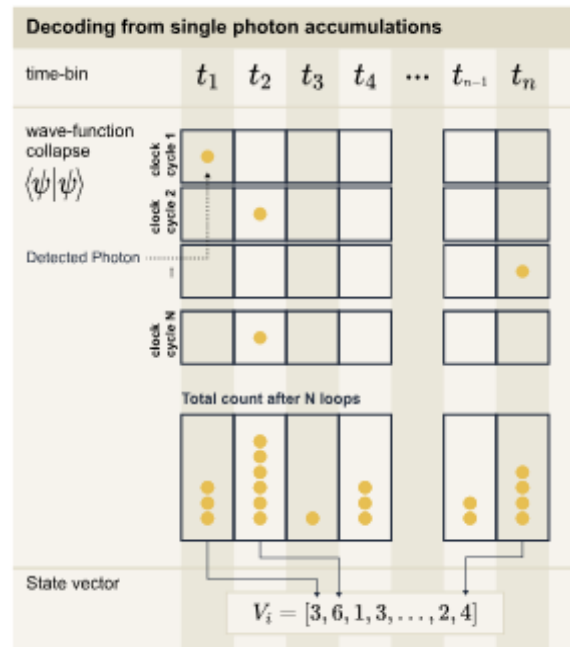 Decoding from single photon accumulations
time-bin t₁ t₂ t₃ t₄ ... tₙ₋₁ tₙ
wave-function
collapse
⟨ψ|ψ⟩
clock
cycle 1
clock
cycle 2
Detected Photon
...
clock
cycle N
Total count after N loops
State vector
Vᵢ = [3, 6, 1, 3, . . . , 2, 4]